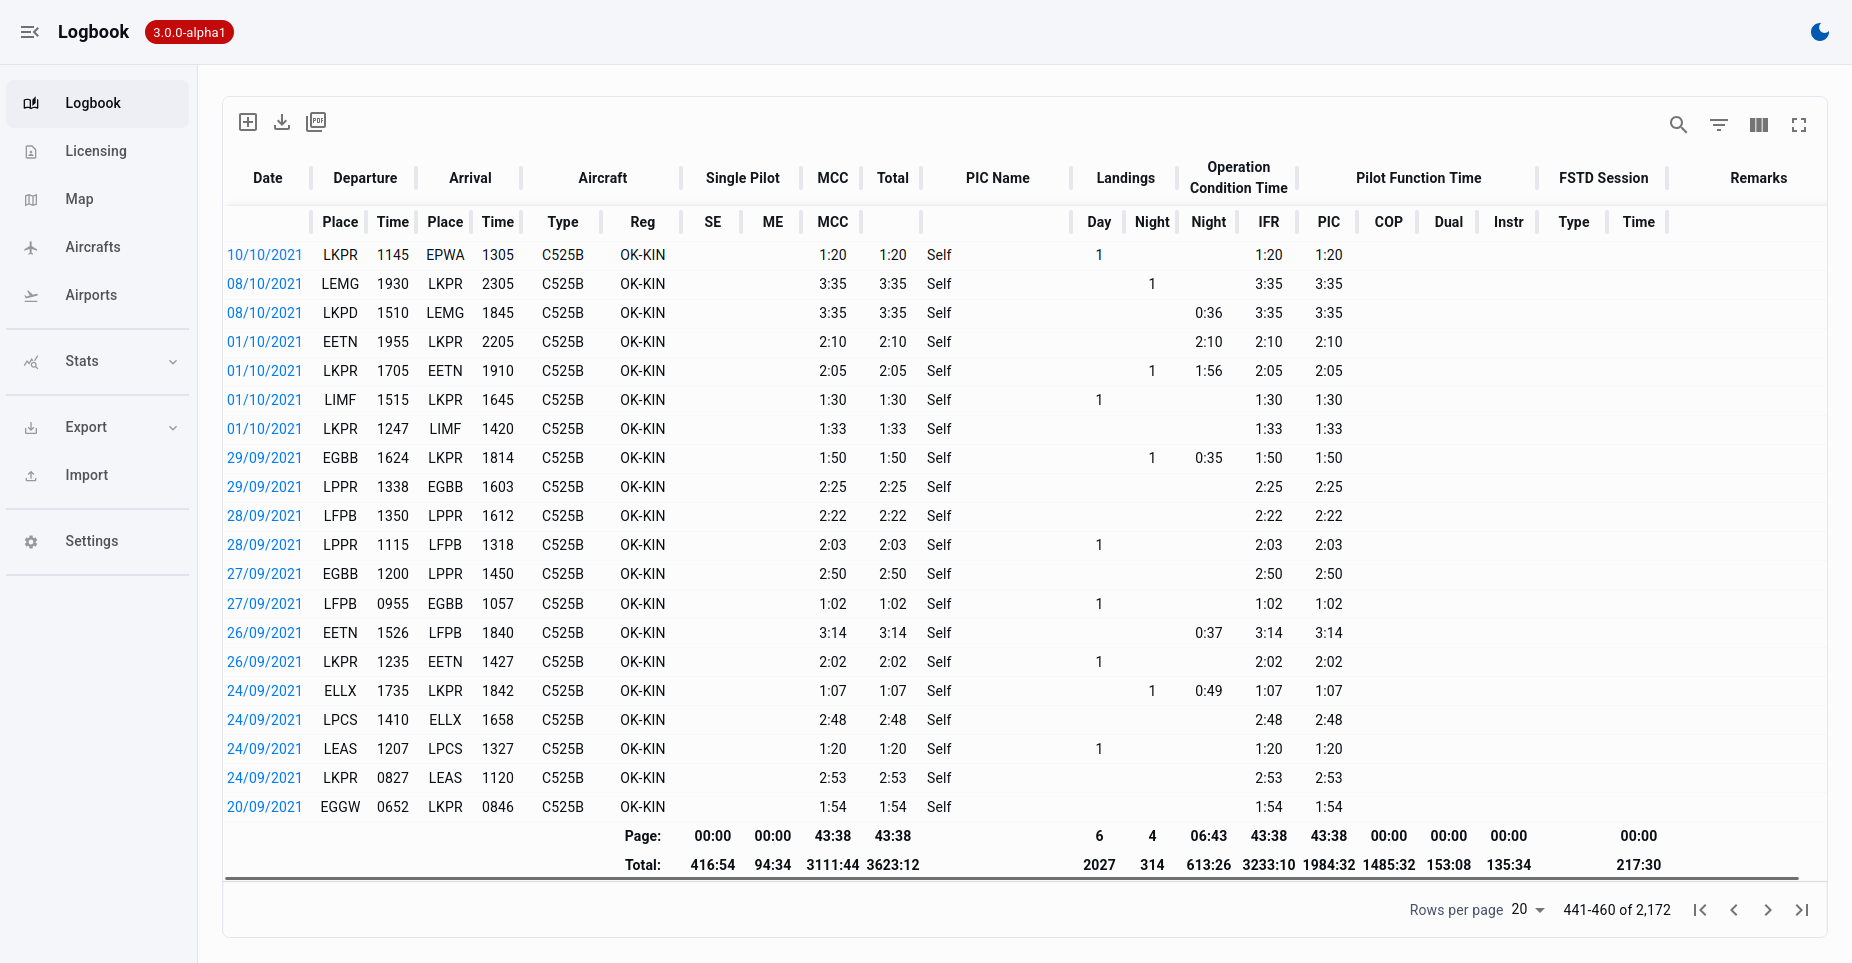 Logbook 3.0.0-alpha1
Logbook
Licensing
Map
Aircrafts
Airports
Stats
Export
Import
Settings
PDF
Date Departure Arrival Aircraft Single Pilot MCC Total PIC Name Landings Operation Condition Time Pilot Function Time FSTD Session Remarks
Place Time Place Time Type Reg SE ME MCC Day Night Night IFR PIC COP Dual Instr Type Time
10/10/2021 LKPR 1145 EPWA 1305 C525B OK-KIN 1:20 1:20 Self 1 1:20 1:20
08/10/2021 LEMG 1930 LKPR 2305 C525B OK-KIN 3:35 3:35 Self 1 3:35 3:35
08/10/2021 LKPD 1510 LEMG 1845 C525B OK-KIN 3:35 3:35 Self 0:36 3:35 3:35
01/10/2021 EETN 1955 LKPR 2205 C525B OK-KIN 2:10 2:10 Self 2:10 2:10 2:10
01/10/2021 LKPR 1705 EETN 1910 C525B OK-KIN 2:05 2:05 Self 1 1:56 2:05 2:05
01/10/2021 LIMF 1515 LKPR 1645 C525B OK-KIN 1:30 1:30 Self 1 1:30 1:30
01/10/2021 LKPR 1247 LIMF 1420 C525B OK-KIN 1:33 1:33 Self 1:33 1:33
29/09/2021 EGBB 1624 LKPR 1814 C525B OK-KIN 1:50 1:50 Self 1 0:35 1:50 1:50
29/09/2021 LPPR 1338 EGBB 1603 C525B OK-KIN 2:25 2:25 Self 2:25 2:25
28/09/2021 LFPB 1350 LPPR 1612 C525B OK-KIN 2:22 2:22 Self 2:22 2:22
28/09/2021 LPPR 1115 LFPB 1318 C525B OK-KIN 2:03 2:03 Self 1 2:03 2:03
27/09/2021 EGBB 1200 LPPR 1450 C525B OK-KIN 2:50 2:50 Self 2:50 2:50
27/09/2021 LFPB 0955 EGBB 1057 C525B OK-KIN 1:02 1:02 Self 1 1:02 1:02
26/09/2021 EETN 1526 LFPB 1840 C525B OK-KIN 3:14 3:14 Self 0:37 3:14 3:14
26/09/2021 LKPR 1235 EETN 1427 C525B OK-KIN 2:02 2:02 Self 1 2:02 2:02
24/09/2021 ELLX 1735 LKPR 1842 C525B OK-KIN 1:07 1:07 Self 1 0:49 1:07 1:07
24/09/2021 LPCS 1410 ELLX 1658 C525B OK-KIN 2:48 2:48 Self 2:48 2:48
24/09/2021 LEAS 1207 LPCS 1327 C525B OK-KIN 1:20 1:20 Self 1 1:20 1:20
24/09/2021 LKPR 0827 LEAS 1120 C525B OK-KIN 2:53 2:53 Self 2:53 2:53
20/09/2021 EGGW 0652 LKPR 0846 C525B OK-KIN 1:54 1:54 Self 1:54 1:54
Page: 00:00 00:00 43:38 43:38 6 4 06:43 43:38 43:38 00:00 00:00 00:00 00:00
Total: 416:54 94:34 3111:44 3623:12 2027 314 613:26 3233:10 1984:32 1485:32 153:08 135:34 217:30
Rows per page 20 441-460 of 2,172